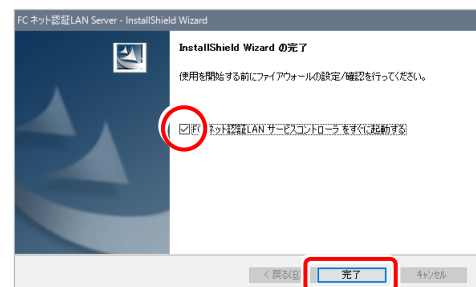 FC ネット認証LAN Server - InstallShield Wizard
InstallShield Wizard の完了
使用を開始する前にファイアウォールの設定/確認を行ってください。
FC ネット認証LAN サービスコントローラ をすぐに起動する
< 戻る(B)
完了
キャンセル